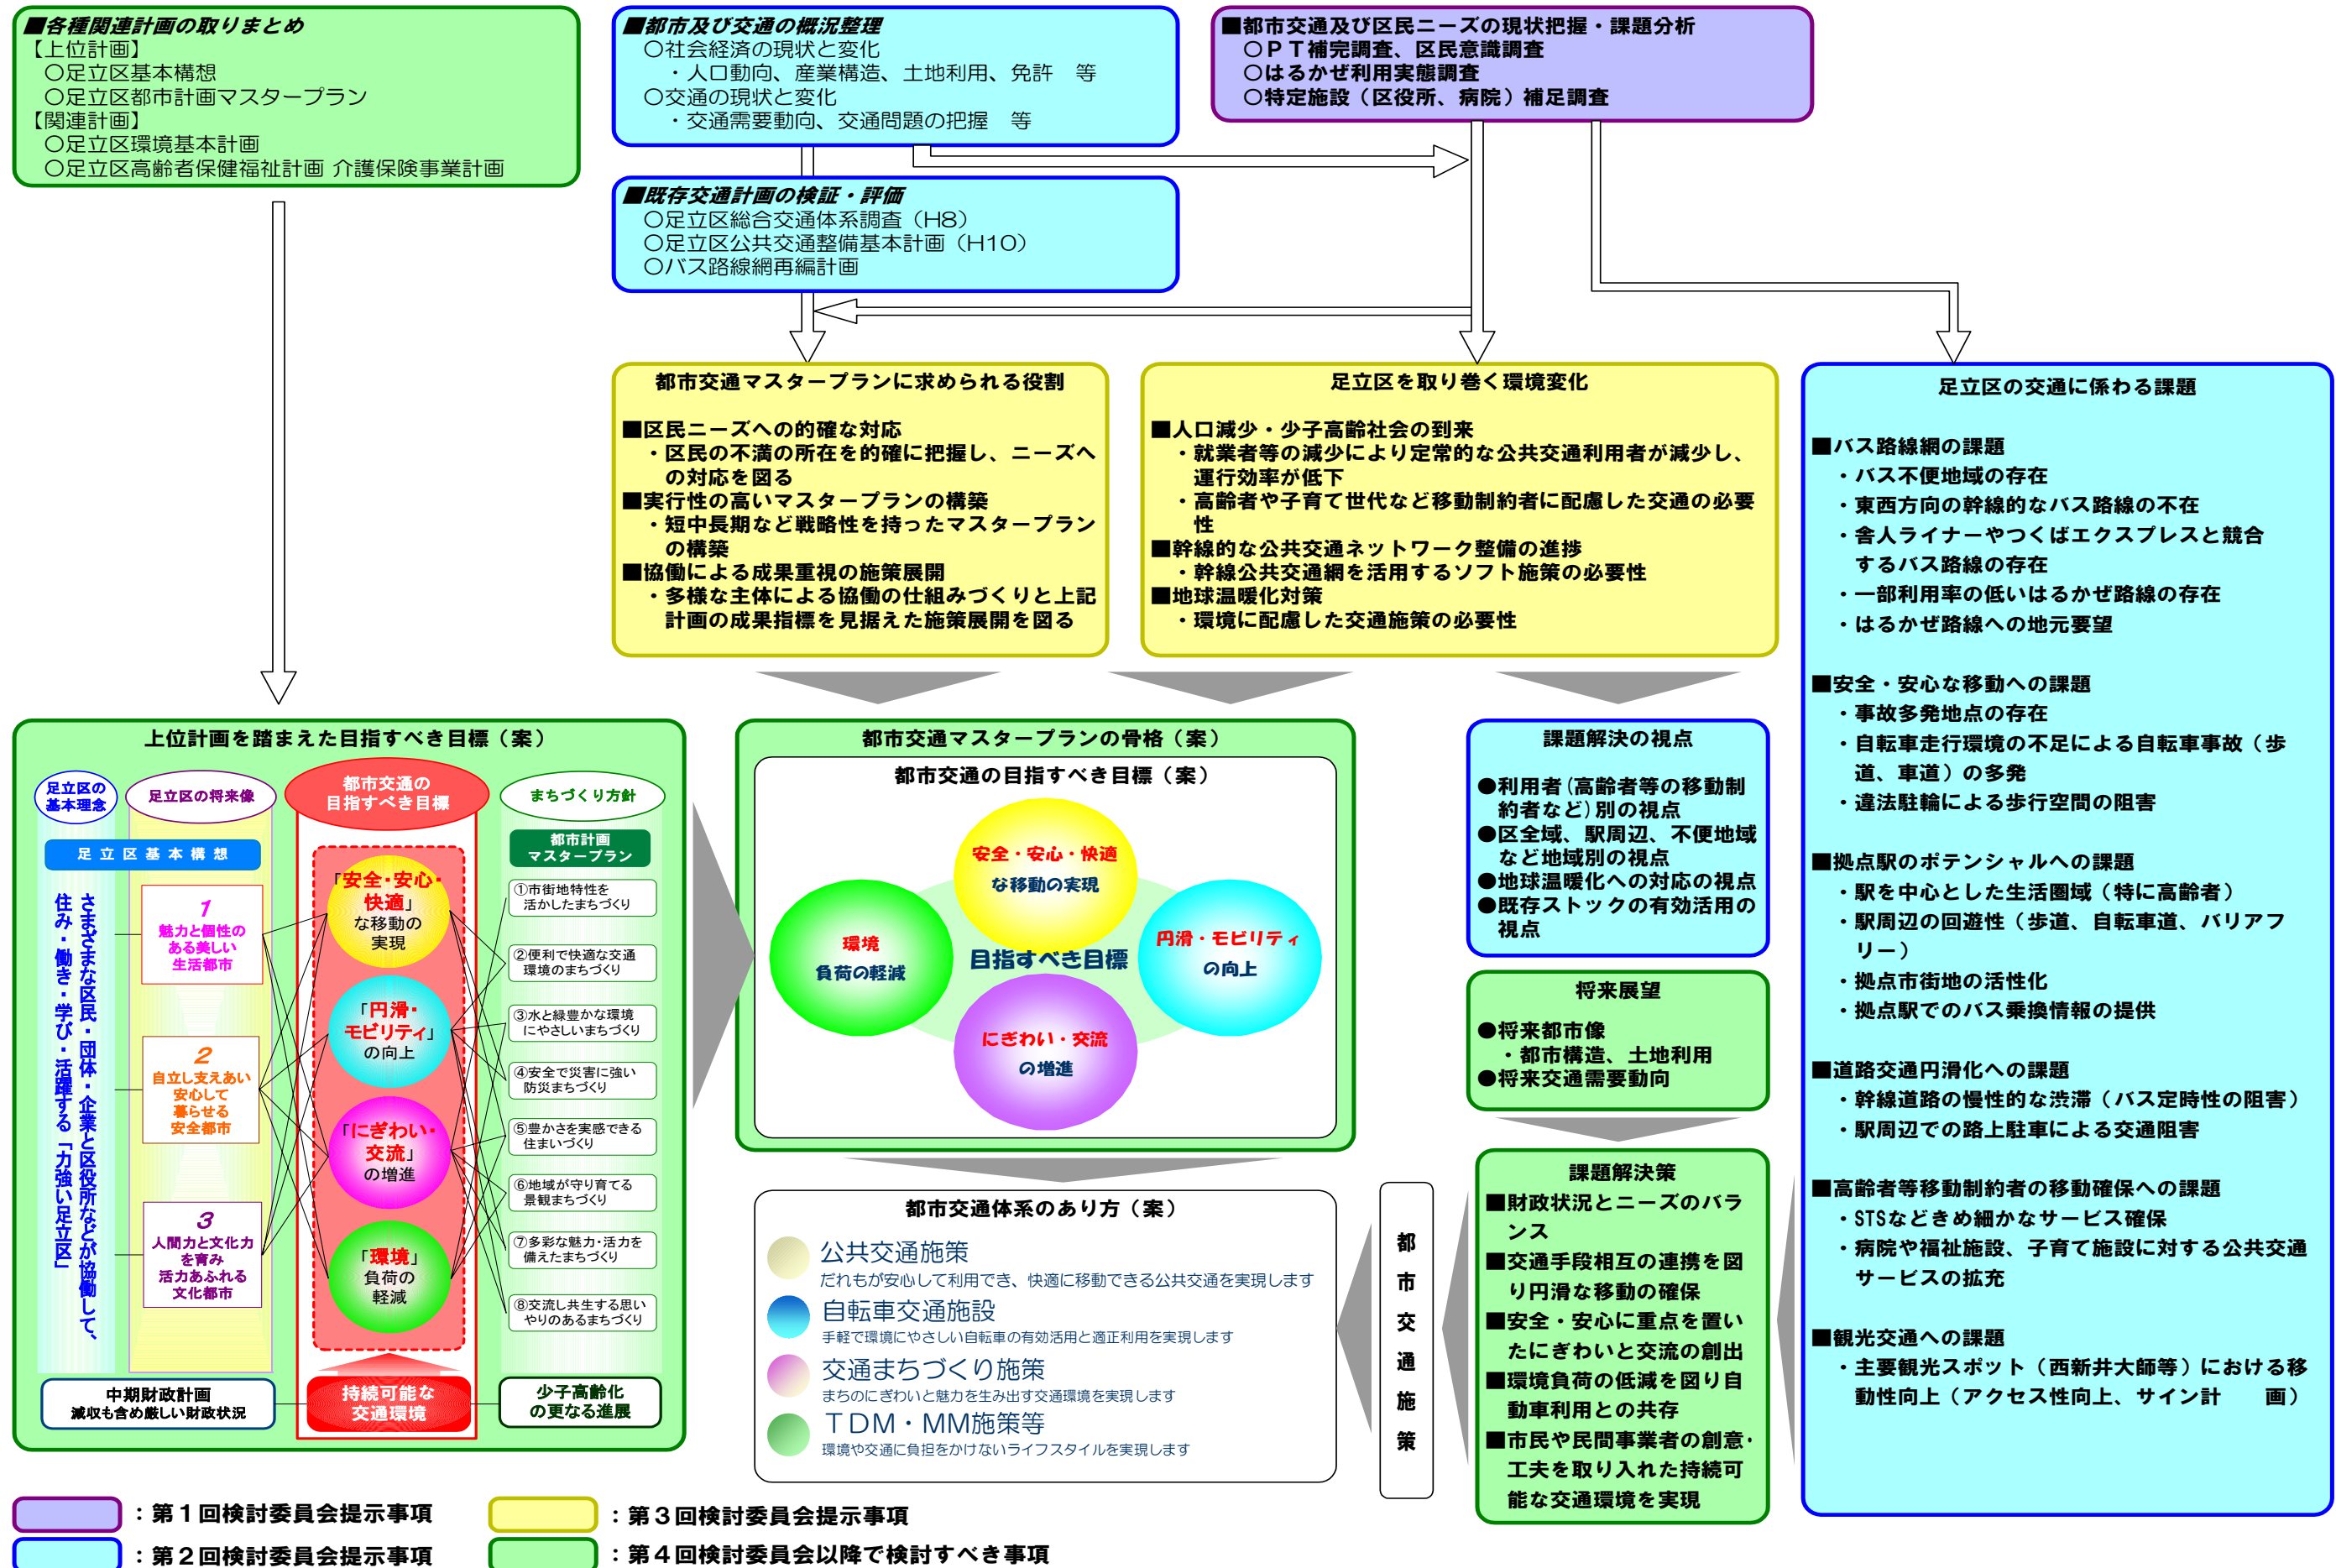 ■各種関連計画の取りまとめ
【上位計画】
○足立区基本構想
○足立区都市計画マスタープラン
【関連計画】
○足立区環境基本計画
○足立区高齢者保健福祉計画 介護保険事業計画
■都市及び交通の概況整理
○社会経済の現状と変化
・人口動向、産業構造、土地利用、免許　等
○交通の現状と変化
・交通需要動向、交通問題の把握　等
■都市交通及び区民ニーズの現状把握・課題分析
○ＰＴ補完調査、区民意識調査
○はるかぜ利用実態調査
○特定施設（区役所、病院）補足調査
■既存交通計画の検証・評価
○足立区総合交通体系調査（H8）
○足立区公共交通整備基本計画（H10）
○バス路線網再編計画
都市交通マスタープランに求められる役割
■区民ニーズへの的確な対応
・区民の不満の所在を的確に把握し、ニーズへ
の対応を図る
■実行性の高いマスタープランの構築
・短中長期など戦略性を持ったマスタープラン
の構築
■協働による成果重視の施策展開
・多様な主体による協働の仕組みづくりと上記
計画の成果指標を見据えた施策展開を図る
足立区を取り巻く環境変化
■人口減少・少子高齢社会の到来
・就業者等の減少により定常的な公共交通利用者が減少し、
運行効率が低下
・高齢者や子育て世代など移動制約者に配慮した交通の必要
性
■幹線的な公共交通ネットワーク整備の進捗
・幹線公共交通網を活用するソフト施策の必要性
■地球温暖化対策
・環境に配慮した交通施策の必要性
足立区の交通に係わる課題
■バス路線網の課題
・バス不便地域の存在
・東西方向の幹線的なバス路線の不在
・舎人ライナーやつくばエクスプレスと競合
するバス路線の存在
・一部利用率の低いはるかぜ路線の存在
・はるかぜ路線への地元要望
■安全・安心な移動への課題
・事故多発地点の存在
・自転車走行環境の不足による自転車事故（歩
道、車道）の多発
・違法駐輪による歩行空間の阻害
■拠点駅のポテンシャルへの課題
・駅を中心とした生活圏域（特に高齢者）
・駅周辺の回遊性（歩道、自転車道、バリアフ
リー）
・拠点市街地の活性化
・拠点駅でのバス乗換情報の提供
■道路交通円滑化への課題
・幹線道路の慢性的な渋滞（バス定時性の阻害）
・駅周辺での路上駐車による交通阻害
■高齢者等移動制約者の移動確保への課題
・STSなどきめ細かなサービス確保
・病院や福祉施設、子育て施設に対する公共交通
サービスの拡充
■観光交通への課題
・主要観光スポット（西新井大師等）における移
動性向上（アクセス性向上、サイン計　　画）
上位計画を踏まえた目指すべき目標（案）
足立区の
基本理念
足立区の将来像
都市交通の
目指すべき目標
まちづくり方針
足立区基本構想
都市計画
マスタープラン
さまざまな区民・団体・企業と区役所などが協働して、
住み・働き・学び・活躍する「力強い足立区」
1
魅力と個性の
ある美しい
生活都市
2
自立し支えあい
安心して
暮らせる
安全都市
3
人間力と文化力
を育み
活力あふれる
文化都市
「安全・安心・
快適」
な移動の
実現
「円滑・
モビリティ」
の向上
「にぎわい・
交流」
の増進
「環境」
負荷の
軽減
①市街地特性を
活かしたまちづくり
②便利で快適な交通
環境のまちづくり
③水と緑豊かな環境
にやさしいまちづくり
④安全で災害に強い
防災まちづくり
⑤豊かさを実感できる
住まいづくり
⑥地域が守り育てる
景観まちづくり
⑦多彩な魅力・活力を
備えたまちづくり
⑧交流し共生する思い
やりのあるまちづくり
中期財政計画
減収も含め厳しい財政状況
持続可能な
交通環境
少子高齢化
の更なる進展
都市交通マスタープランの骨格（案）
都市交通の目指すべき目標（案）
安全・安心・快適
な移動の実現
環境
負荷の軽減
目指すべき目標
円滑・モビリティ
の向上
にぎわい・交流
の増進
課題解決の視点
●利用者(高齢者等の移動制
約者など)別の視点
●区全域、駅周辺、不便地域
など地域別の視点
●地球温暖化への対応の視点
●既存ストックの有効活用の
視点
将来展望
●将来都市像
・都市構造、土地利用
●将来交通需要動向
課題解決策
■財政状況とニーズのバラ
ンス
■交通手段相互の連携を図
り円滑な移動の確保
■安全・安心に重点を置い
たにぎわいと交流の創出
■環境負荷の低減を図り自
動車利用との共存
■市民や民間事業者の創意・
工夫を取り入れた持続可
能な交通環境を実現
都市交通施策
都市交通体系のあり方（案）
公共交通施策
だれもが安心して利用でき、快適に移動できる公共交通を実現します
自転車交通施設
手軽で環境にやさしい自転車の有効活用と適正利用を実現します
交通まちづくり施策
まちのにぎわいと魅力を生み出す交通環境を実現します
ＴＤＭ・ＭＭ施策等
環境や交通に負担をかけないライフスタイルを実現します
：第１回検討委員会提示事項
：第３回検討委員会提示事項
：第２回検討委員会提示事項
：第４回検討委員会以降で検討すべき事項